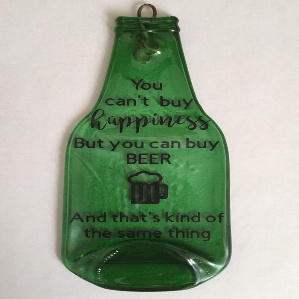 You
can't buy
happiness
But you can buy
BEER
And that's kind of
the same thing